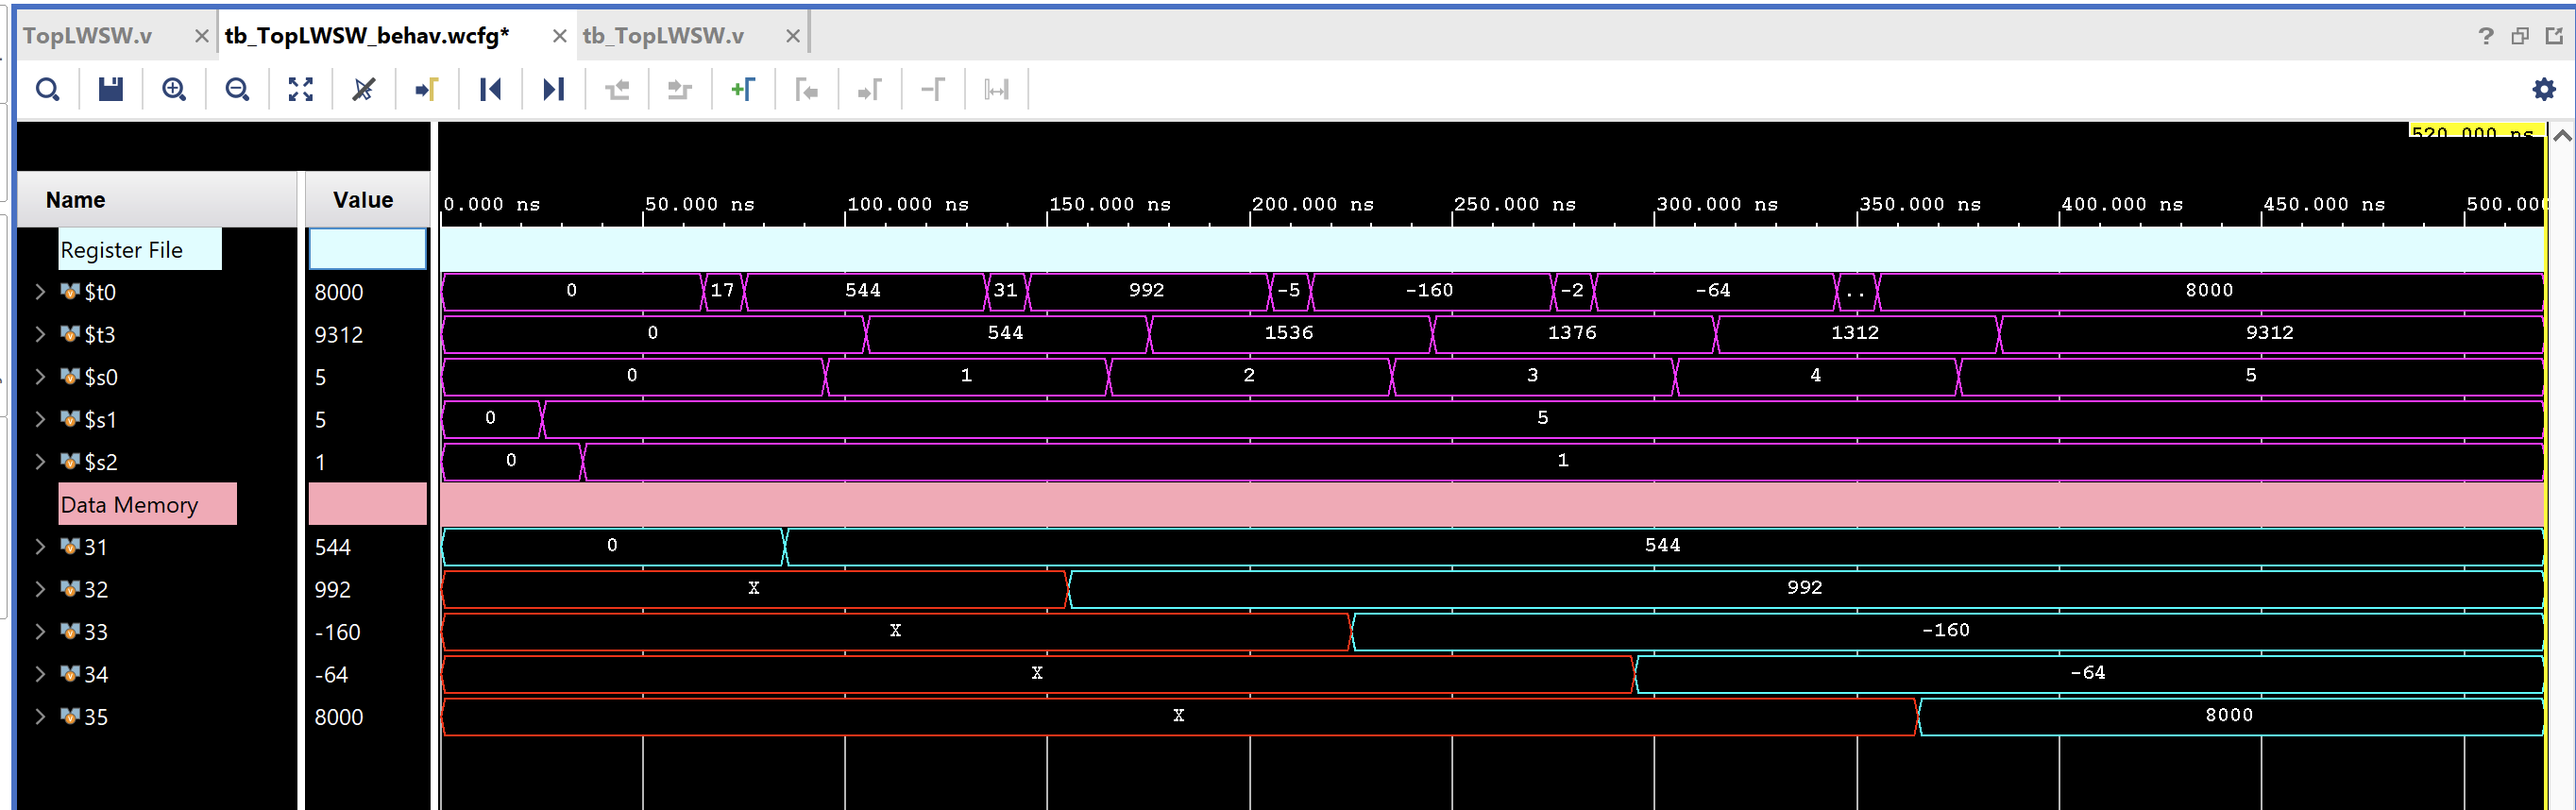 TopLWSW.v tb_TopLWSW_behav.wcfg* tb_TopLWSW.v ?
520.000 ns
Name Value 0.000 ns 50.000 ns 100.000 ns 150.000 ns 200.000 ns 250.000 ns 300.000 ns 350.000 ns 400.000 ns 450.000 ns 500.000
Register File
$t0 8000 0 17 544 31 992 -5 -160 -2 -64 .. 8000
$t3 9312 0 544 1536 1376 1312 9312
$s0 5 0 1 2 3 4 5
$s1 5 0 5
$s2 1 0 1
Data Memory
31 544 0 544
32 992 X 992
33 -160 X -160
34 -64 X -64
35 8000 X 8000